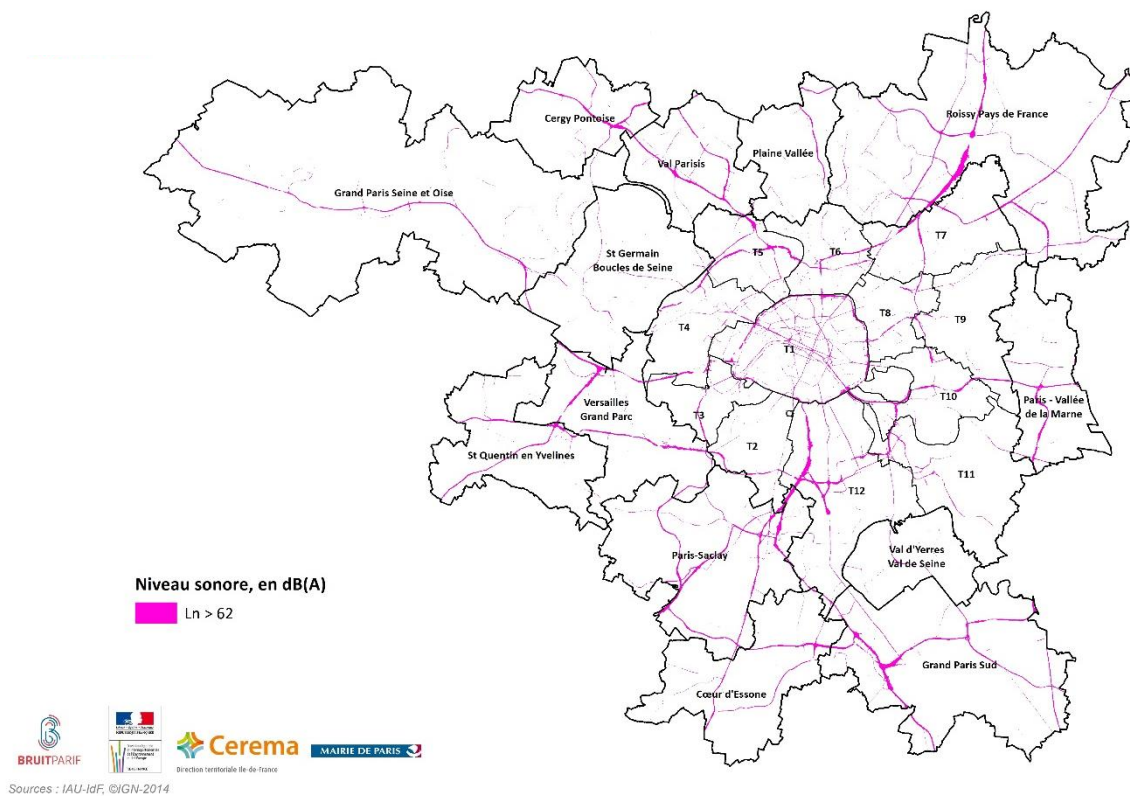 Cergy Pontoise
Roissy Pays de France
Val Parisis
Plaine Vallée
Grand Paris Seine et Oise
T7
T5
T6
St Germain
Boucles de Seine
T8
T9
T4
T1
T10
Versailles
Grand Parc
Paris - Vallée
de la Marne
T3
T2
St Quentin en Yvelines
T11
T12
Paris-Saclay
Val d'Yerres
Val de Seine
Grand Paris Sud
Cœur d'Essone
Niveau sonore, en dB(A)
Ln > 62
BRUITPARIF
Cerema
Direction territoriale Ile-de-France
MAIRIE DE PARIS
Sources : IAU-IdF, ©IGN-2014